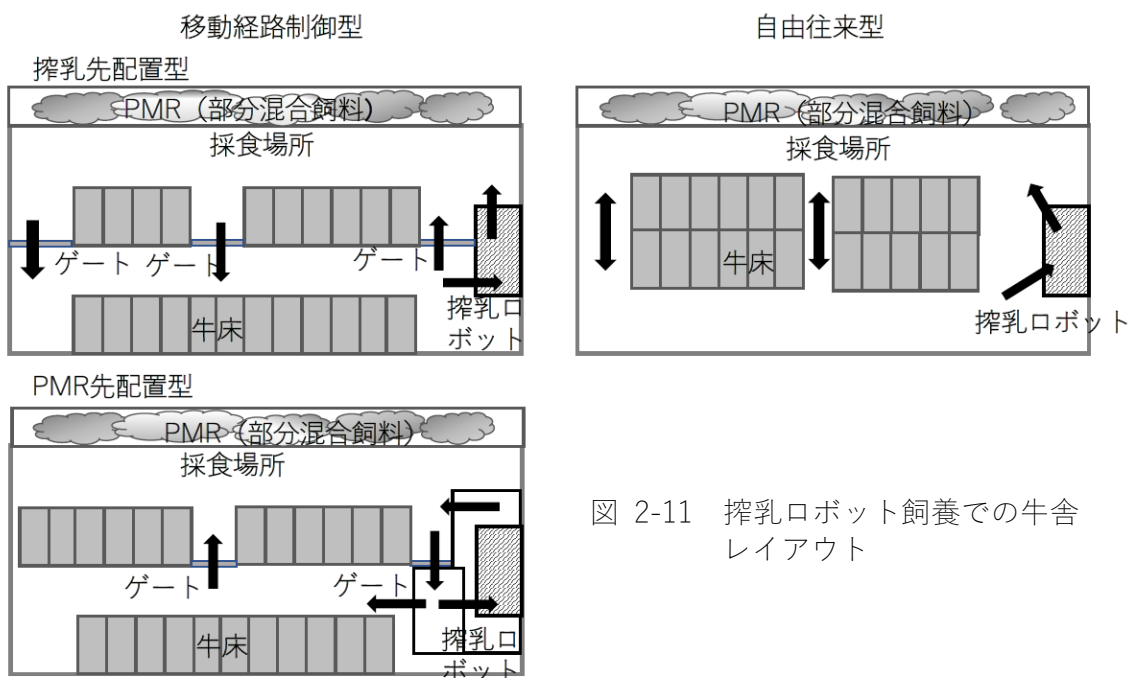 移動経路制御型
自由往来型
搾乳先配置型
PMR（部分混合飼料）
採食場所
ゲート
ゲート
ゲート
牛床
搾乳ロ
ボット
PMR（部分混合飼料）
採食場所
牛床
搾乳ロボット
PMR先配置型
PMR（部分混合飼料）
採食場所
ゲート
ゲート
牛床
搾乳ロ
ボット
図 2-11　搾乳ロボット飼養での牛舎
レイアウト